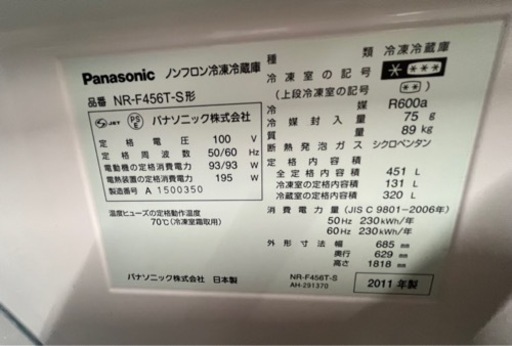 Panasonic ノンフロン冷凍冷蔵庫
品番 NR-F456T-S形
JET PSE パナソニック株式会社
定格電圧 100 V
定格周波数 50/60 Hz
電動機の定格消費電力 93/93 W
電熱装置の定格消費電力 195 W
製造番号 A 1500350
温度ヒューズの定格動作温度
70℃(冷凍室霜取用)
パナソニック株式会社 日本製
種類 冷凍冷蔵庫
冷凍室の記号
(上段冷凍室の記号)
冷媒 R600a
冷媒封入量 75 g
質量 89 kg
断熱発泡ガス シクロペンタン
定格内容積
全定格内容積 451 L
冷凍室の定格内容積 131 L
冷蔵室の定格内容積 320 L
消費電力量(JIS C 9801-2006年)
50Hz 230kWh/年
60Hz 230kWh/年
外形寸法 幅 685 mm
奥行 629 mm
高さ 1818 mm
NR-F456T-S
AH-291370
2011 年製